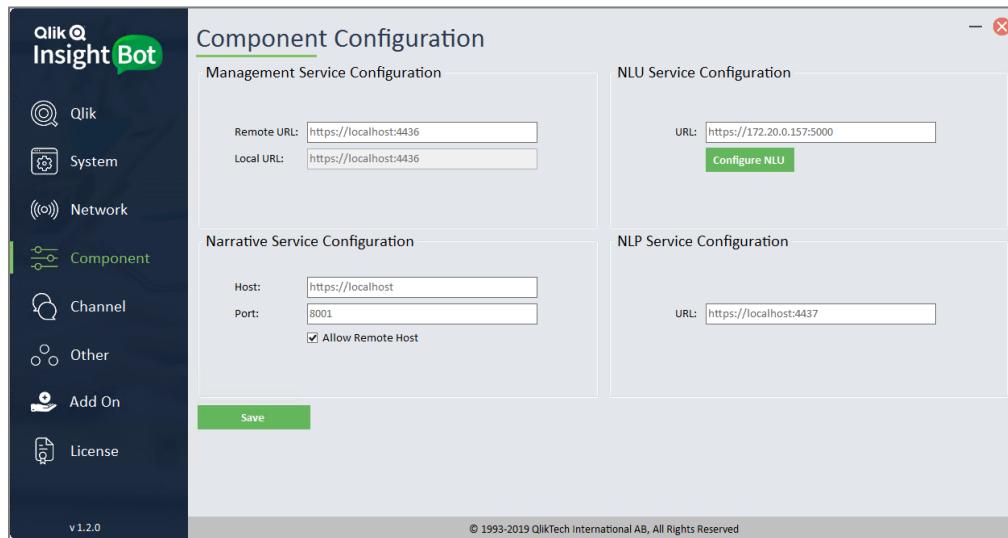 Qlik Q
Insight Bot
Qlik
System
Network
Component
Channel
Other
Add On
License
v 1.2.0
Component Configuration
Management Service Configuration
Remote URL: https://localhost:4436
Local URL: https://localhost:4436
NLU Service Configuration
URL: https://172.20.0.157:5000
Configure NLU
Narrative Service Configuration
Host: https://localhost
Port: 8001
Allow Remote Host
NLP Service Configuration
URL: https://localhost:4437
Save
© 1993-2019 QlikTech International AB, All Rights Reserved